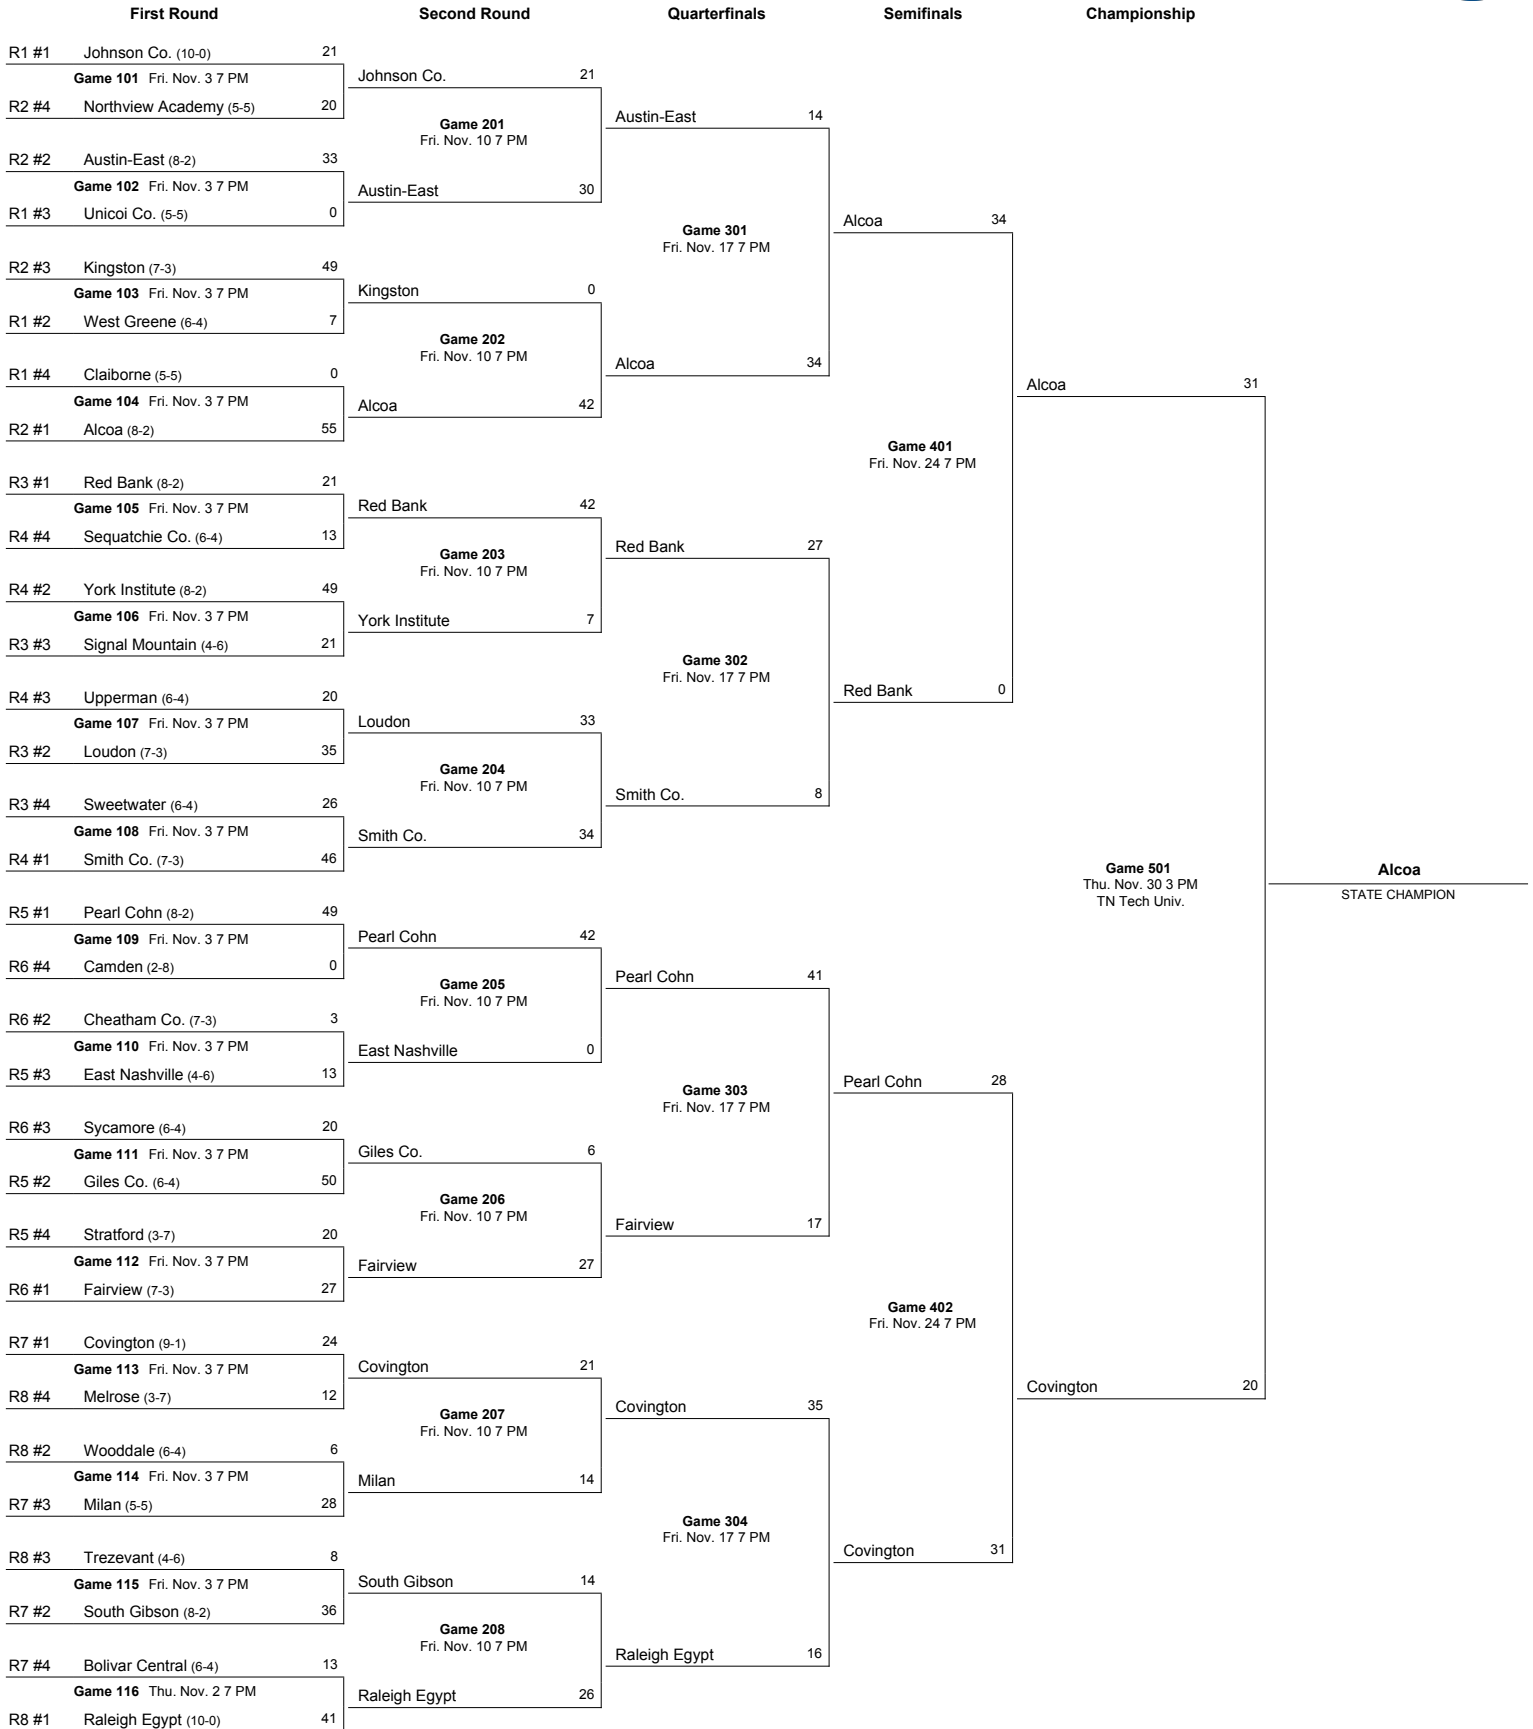 First Round Second Round Quarterfinals Semifinals Championship
R1 #1 Johnson Co. (10-0) 21
Game 101 Fri. Nov. 3 7 PM
R2 #4 Northview Academy (5-5) 20
R2 #2 Austin-East (8-2) 33
Game 102 Fri. Nov. 3 7 PM
R1 #3 Unicoi Co. (5-5) 0
R2 #3 Kingston (7-3) 49
Game 103 Fri. Nov. 3 7 PM
R1 #2 West Greene (6-4) 7
R1 #4 Claiborne (5-5) 0
Game 104 Fri. Nov. 3 7 PM
R2 #1 Alcoa (8-2) 55
R3 #1 Red Bank (8-2) 21
Game 105 Fri. Nov. 3 7 PM
R4 #4 Sequatchie Co. (6-4) 13
R4 #2 York Institute (8-2) 49
Game 106 Fri. Nov. 3 7 PM
R3 #3 Signal Mountain (4-6) 21
R4 #3 Upperman (6-4) 20
Game 107 Fri. Nov. 3 7 PM
R3 #2 Loudon (7-3) 35
R3 #4 Sweetwater (6-4) 26
Game 108 Fri. Nov. 3 7 PM
R4 #1 Smith Co. (7-3) 46
R5 #1 Pearl Cohn (8-2) 49
Game 109 Fri. Nov. 3 7 PM
R6 #4 Camden (2-8) 0
R6 #2 Cheatham Co. (7-3) 3
Game 110 Fri. Nov. 3 7 PM
R5 #3 East Nashville (4-6) 13
R6 #3 Sycamore (6-4) 20
Game 111 Fri. Nov. 3 7 PM
R5 #2 Giles Co. (6-4) 50
R5 #4 Stratford (3-7) 20
Game 112 Fri. Nov. 3 7 PM
R6 #1 Fairview (7-3) 27
R7 #1 Covington (9-1) 24
Game 113 Fri. Nov. 3 7 PM
R8 #4 Melrose (3-7) 12
R8 #2 Wooddale (6-4) 6
Game 114 Fri. Nov. 3 7 PM
R7 #3 Milan (5-5) 28
R8 #3 Trezevant (4-6) 8
Game 115 Fri. Nov. 3 7 PM
R7 #2 South Gibson (8-2) 36
R7 #4 Bolivar Central (6-4) 13
Game 116 Thu. Nov. 2 7 PM
R8 #1 Raleigh Egypt (10-0) 41
Johnson Co. 21
Game 201
Fri. Nov. 10 7 PM
Austin-East 30
Kingston 0
Game 202
Fri. Nov. 10 7 PM
Alcoa 42
Red Bank 42
Game 203
Fri. Nov. 10 7 PM
York Institute 7
Loudon 33
Game 204
Fri. Nov. 10 7 PM
Smith Co. 34
Pearl Cohn 42
Game 205
Fri. Nov. 10 7 PM
East Nashville 0
Giles Co. 6
Game 206
Fri. Nov. 10 7 PM
Fairview 27
Covington 21
Game 207
Fri. Nov. 10 7 PM
Milan 14
South Gibson 14
Game 208
Fri. Nov. 10 7 PM
Raleigh Egypt 26
Austin-East 14
Game 301
Fri. Nov. 17 7 PM
Alcoa 34
Red Bank 27
Game 302
Fri. Nov. 17 7 PM
Smith Co. 8
Pearl Cohn 41
Game 303
Fri. Nov. 17 7 PM
Fairview 17
Covington 35
Game 304
Fri. Nov. 17 7 PM
Raleigh Egypt 16
Alcoa 34
Game 401
Fri. Nov. 24 7 PM
Red Bank 0
Pearl Cohn 28
Game 402
Fri. Nov. 24 7 PM
Covington 31
Alcoa 31
Game 501
Thu. Nov. 30 3 PM
TN Tech Univ.
Covington 20
Alcoa
STATE CHAMPION